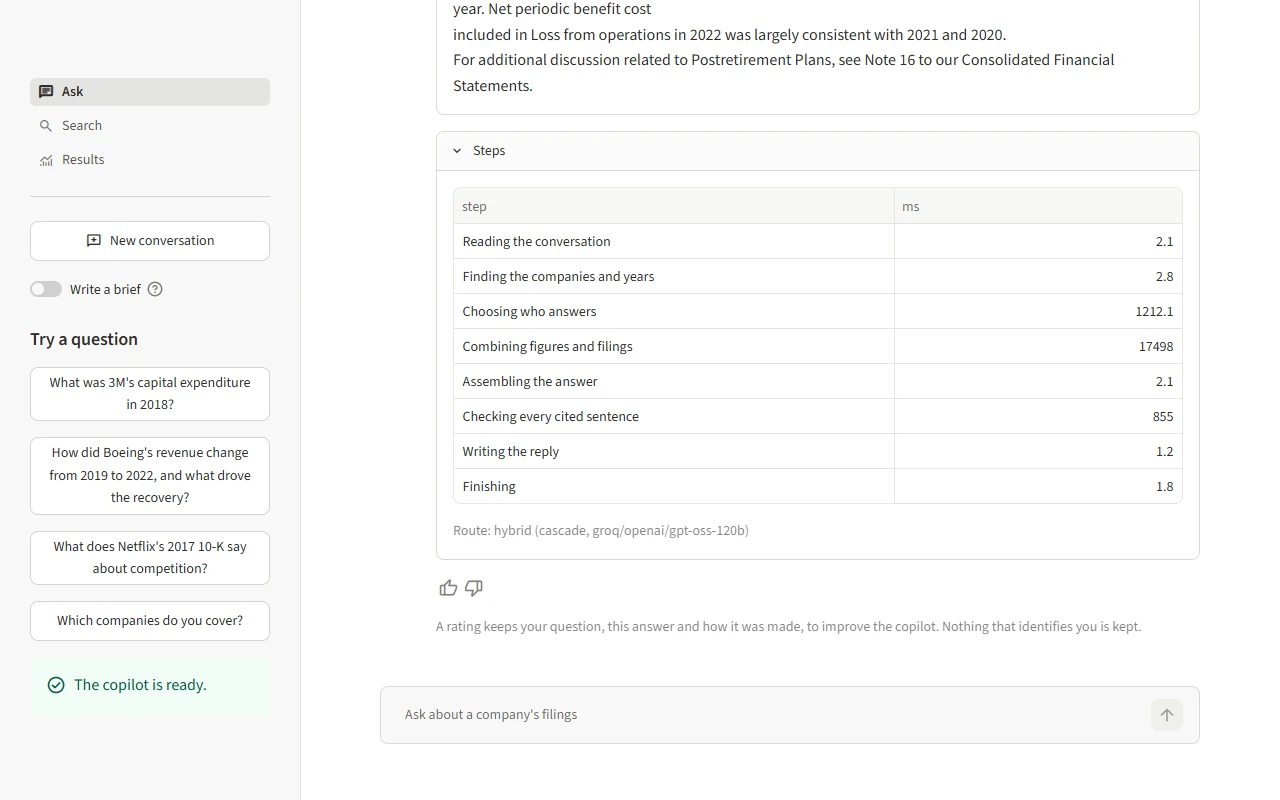 Ask
Search
Results
New conversation
Write a brief
Try a question
What was 3M's capital expenditure
in 2018?
How did Boeing's revenue change
from 2019 to 2022, and what drove
the recovery?
What does Netflix's 2017 10-K say
about competition?
Which companies do you cover?
The copilot is ready.
year. Net periodic benefit cost
included in Loss from operations in 2022 was largely consistent with 2021 and 2020.
For additional discussion related to Postretirement Plans, see Note 16 to our Consolidated Financial
Statements.
Steps
step ms
Reading the conversation 2.1
Finding the companies and years 2.8
Choosing who answers 1212.1
Combining figures and filings 17498
Assembling the answer 2.1
Checking every cited sentence 855
Writing the reply 1.2
Finishing 1.8
Route: hybrid (cascade, groq/openai/gpt-oss-120b)
A rating keeps your question, this answer and how it was made, to improve the copilot. Nothing that identifies you is kept.
Ask about a company's filings